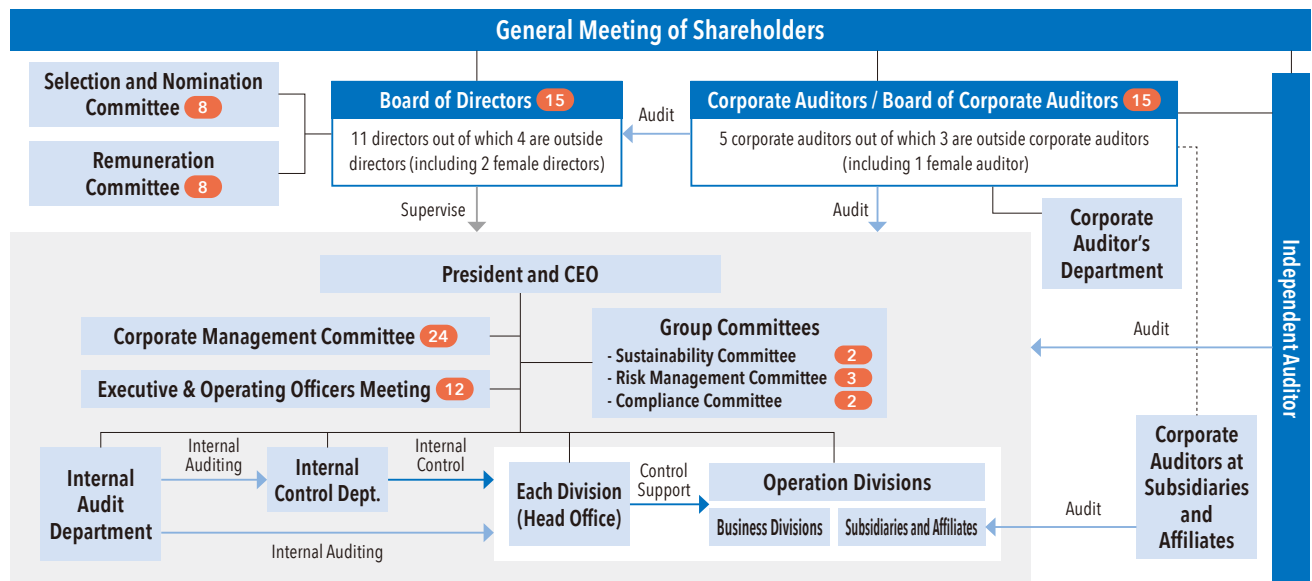 General Meeting of Shareholders
Selection and Nomination
Committee 8
Remuneration
Committee 8
Board of Directors 15
11 directors out of which 4 are outside
directors (including 2 female directors)
Audit
Corporate Auditors / Board of Corporate Auditors 15
5 corporate auditors out of which 3 are outside corporate auditors
(including 1 female auditor)
Supervise
Audit
Corporate
Auditor's
Department
Independent Auditor
President and CEO
Corporate Management Committee 24
Executive & Operating Officers Meeting 12
Group Committees
- Sustainability Committee 2
- Risk Management Committee 3
- Compliance Committee 2
Audit
Internal
Audit
Department
Internal
Auditing
Internal
Control Dept.
Internal
Control
Internal Auditing
Each Division
(Head Office)
Control
Support
Operation Divisions
Business Divisions
Subsidiaries and Affiliates
Audit
Corporate
Auditors at
Subsidiaries
and
Affiliates